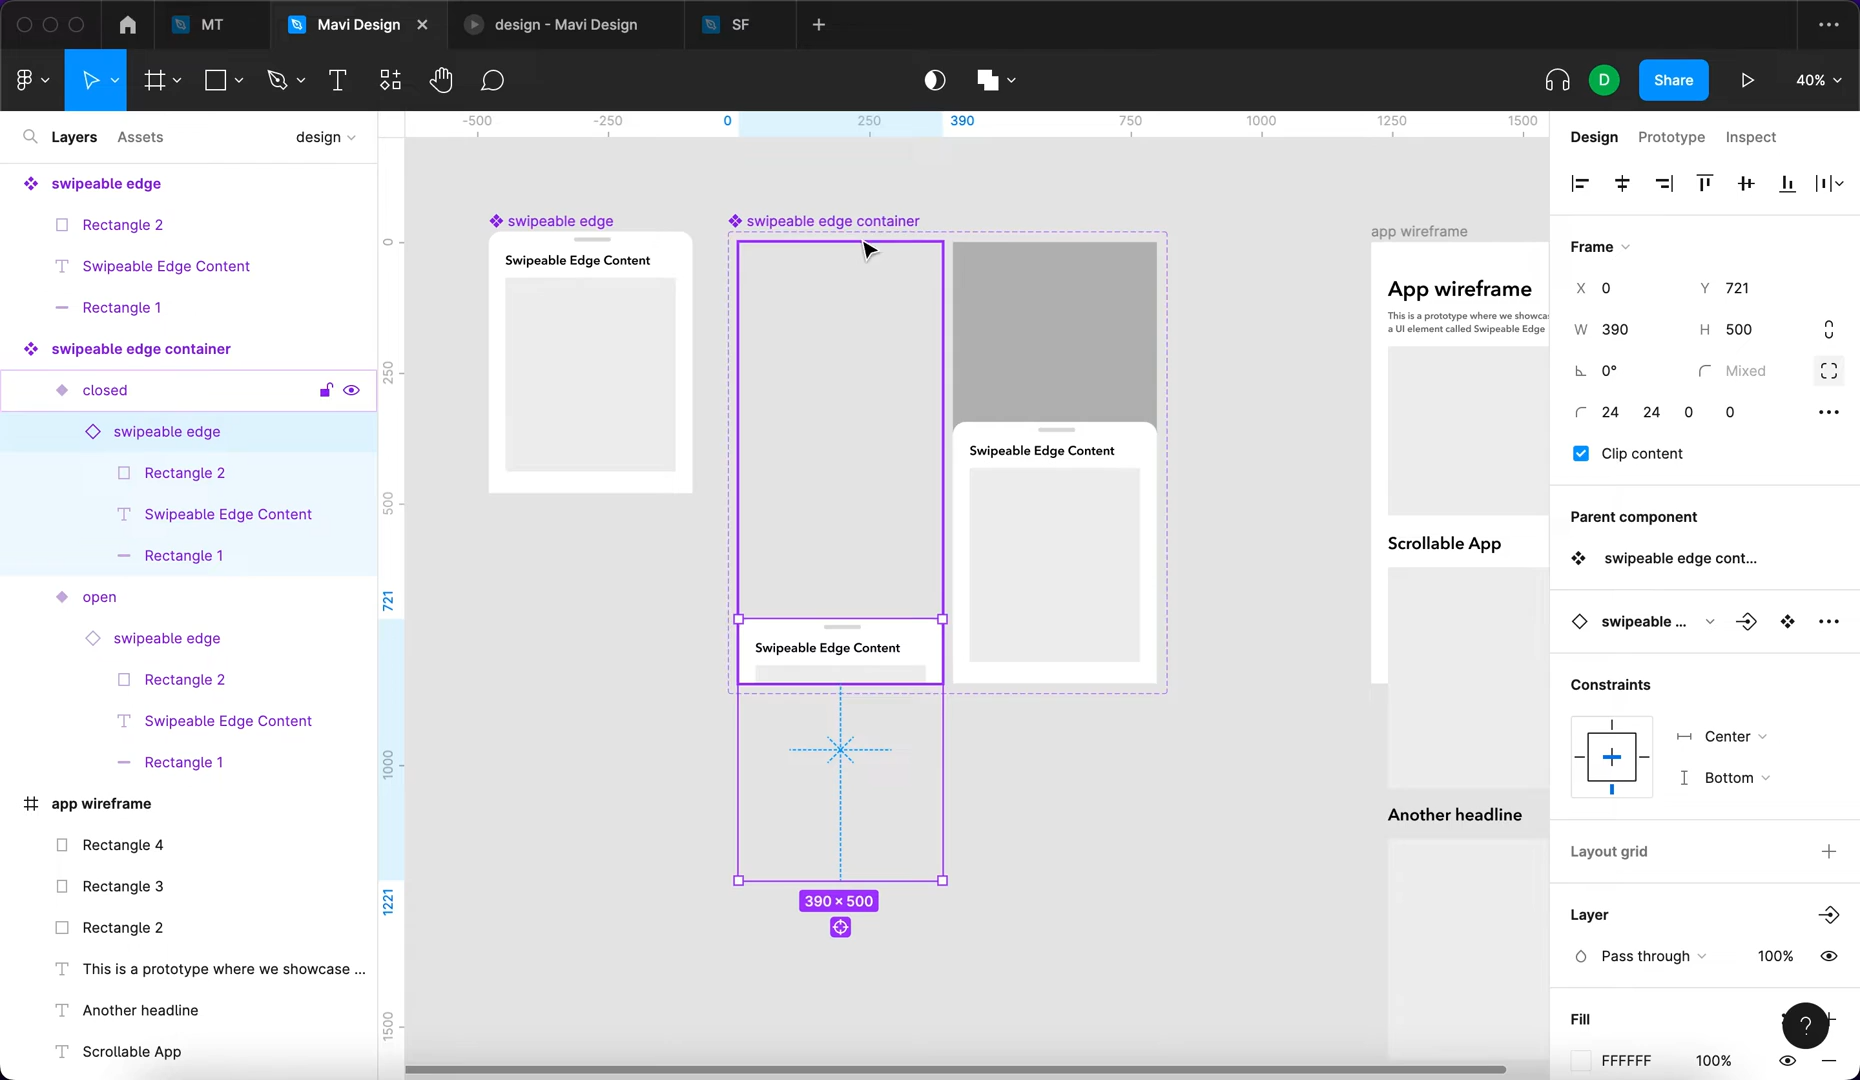 MT
Mavi Design
design - Mavi Design
SF
D
Share
40%
Layers
Assets
design
swipeable edge
Rectangle 2
Swipeable Edge Content
Rectangle 1
swipeable edge container
closed
swipeable edge
Rectangle 2
Swipeable Edge Content
Rectangle 1
open
swipeable edge
Rectangle 2
Swipeable Edge Content
Rectangle 1
app wireframe
Rectangle 4
Rectangle 3
Rectangle 2
This is a prototype where we showcase ...
Another headline
Scrollable App
-500
-250
0
250
390
750
1000
1250
1500
0
250
500
721
1000
1221
1500
swipeable edge
Swipeable Edge Content
swipeable edge container
Swipeable Edge Content
Swipeable Edge Content
390 × 500
app wireframe
App wireframe
This is a prototype where we showcas
a UI element called Swipeable Edge
Scrollable App
Another headline
Design
Prototype
Inspect
Frame
X 0
Y 721
W 390
H 500
0°
Mixed
24 24 0 0
Clip content
Parent component
swipeable edge cont...
swipeable ...
Constraints
Center
Bottom
Layout grid
Layer
Pass through
100%
Fill
?
FFFFFF
100%